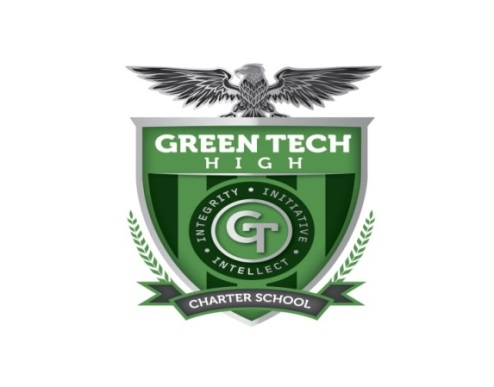 GREEN TECH
HIGH
INTEGRITY • INITIATIVE • INTELLECT •
GT
CHARTER SCHOOL